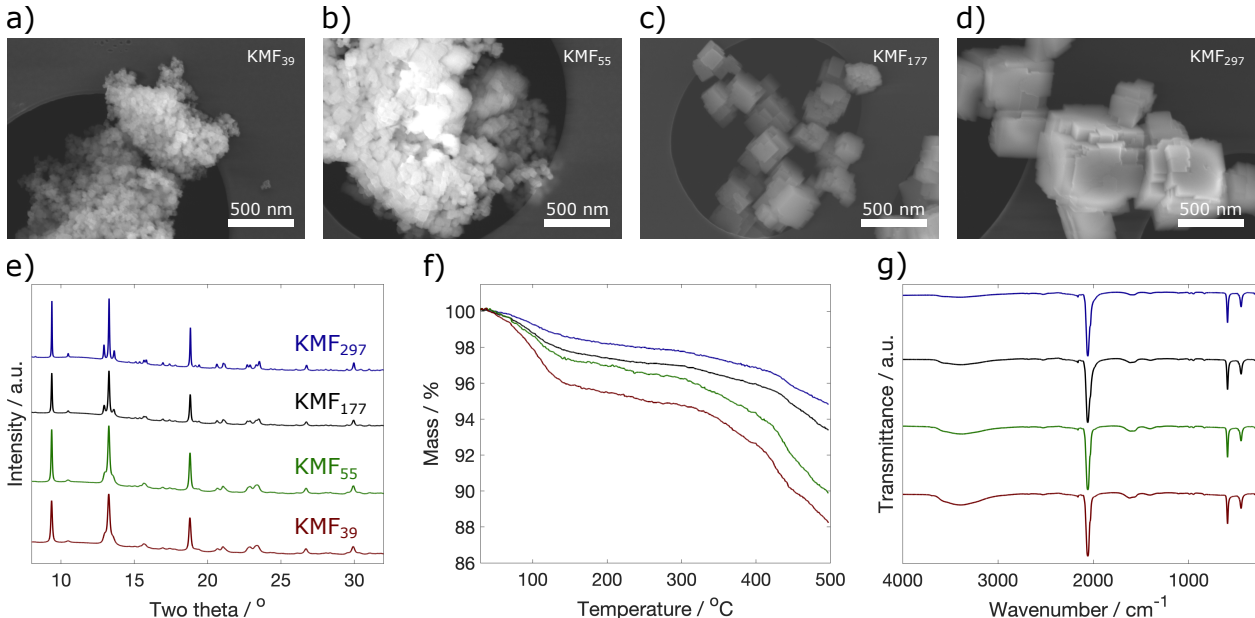 a)
b)
c)
d)
KMF₃₉
KMF₅₅
KMF₁₇₇
KMF₂₉₇
500 nm
500 nm
500 nm
500 nm
e)
f)
g)
Intensity / a.u.
KMF₂₉₇
KMF₁₇₇
KMF₅₅
KMF₃₉
10
15
20
25
30
Two theta / °
Mass / %
100
98
96
94
92
90
88
86
100
200
300
400
500
Temperature / °C
Transmittance / a.u.
4000
3000
2000
1000
Wavenumber / cm⁻¹